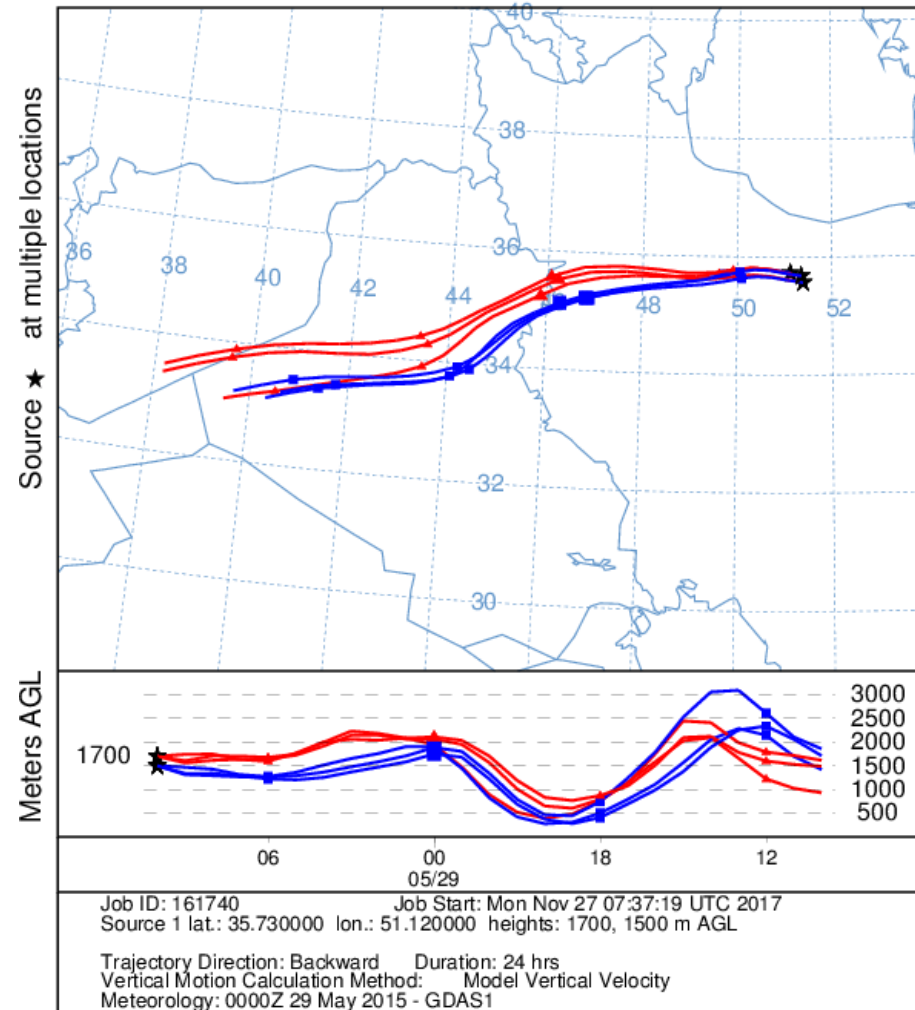 Source ★ at multiple locations
40
38
36
36
38
40
42
44
46
48
50
52
34
32
30
Meters AGL
1700
3000
2500
2000
1500
1000
500
06 00 18 12
05/29
Job ID: 161740 Job Start: Mon Nov 27 07:37:19 UTC 2017
Source 1 lat.: 35.730000 lon.: 51.120000 heights: 1700, 1500 m AGL
Trajectory Direction: Backward Duration: 24 hrs
Vertical Motion Calculation Method: Model Vertical Velocity
Meteorology: 0000Z 29 May 2015 - GDAS1